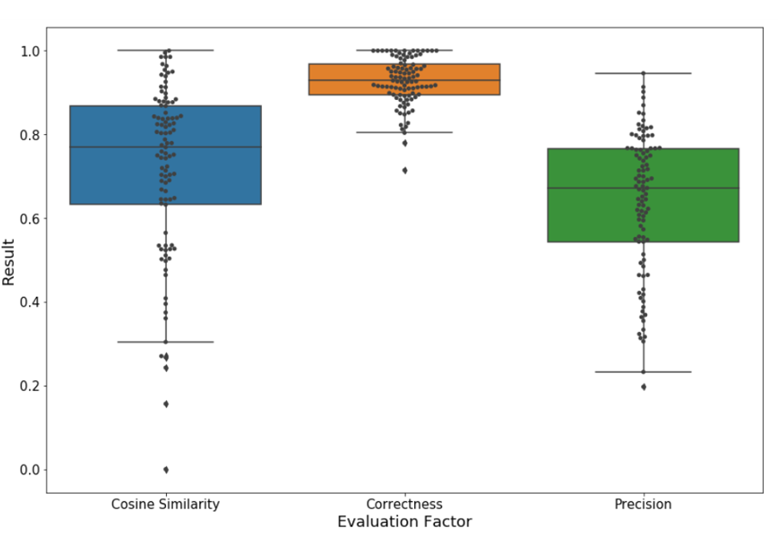 1.0
0.8
0.6
0.4
0.2
0.0
Result
Cosine Similarity
Correctness
Precision
Evaluation Factor